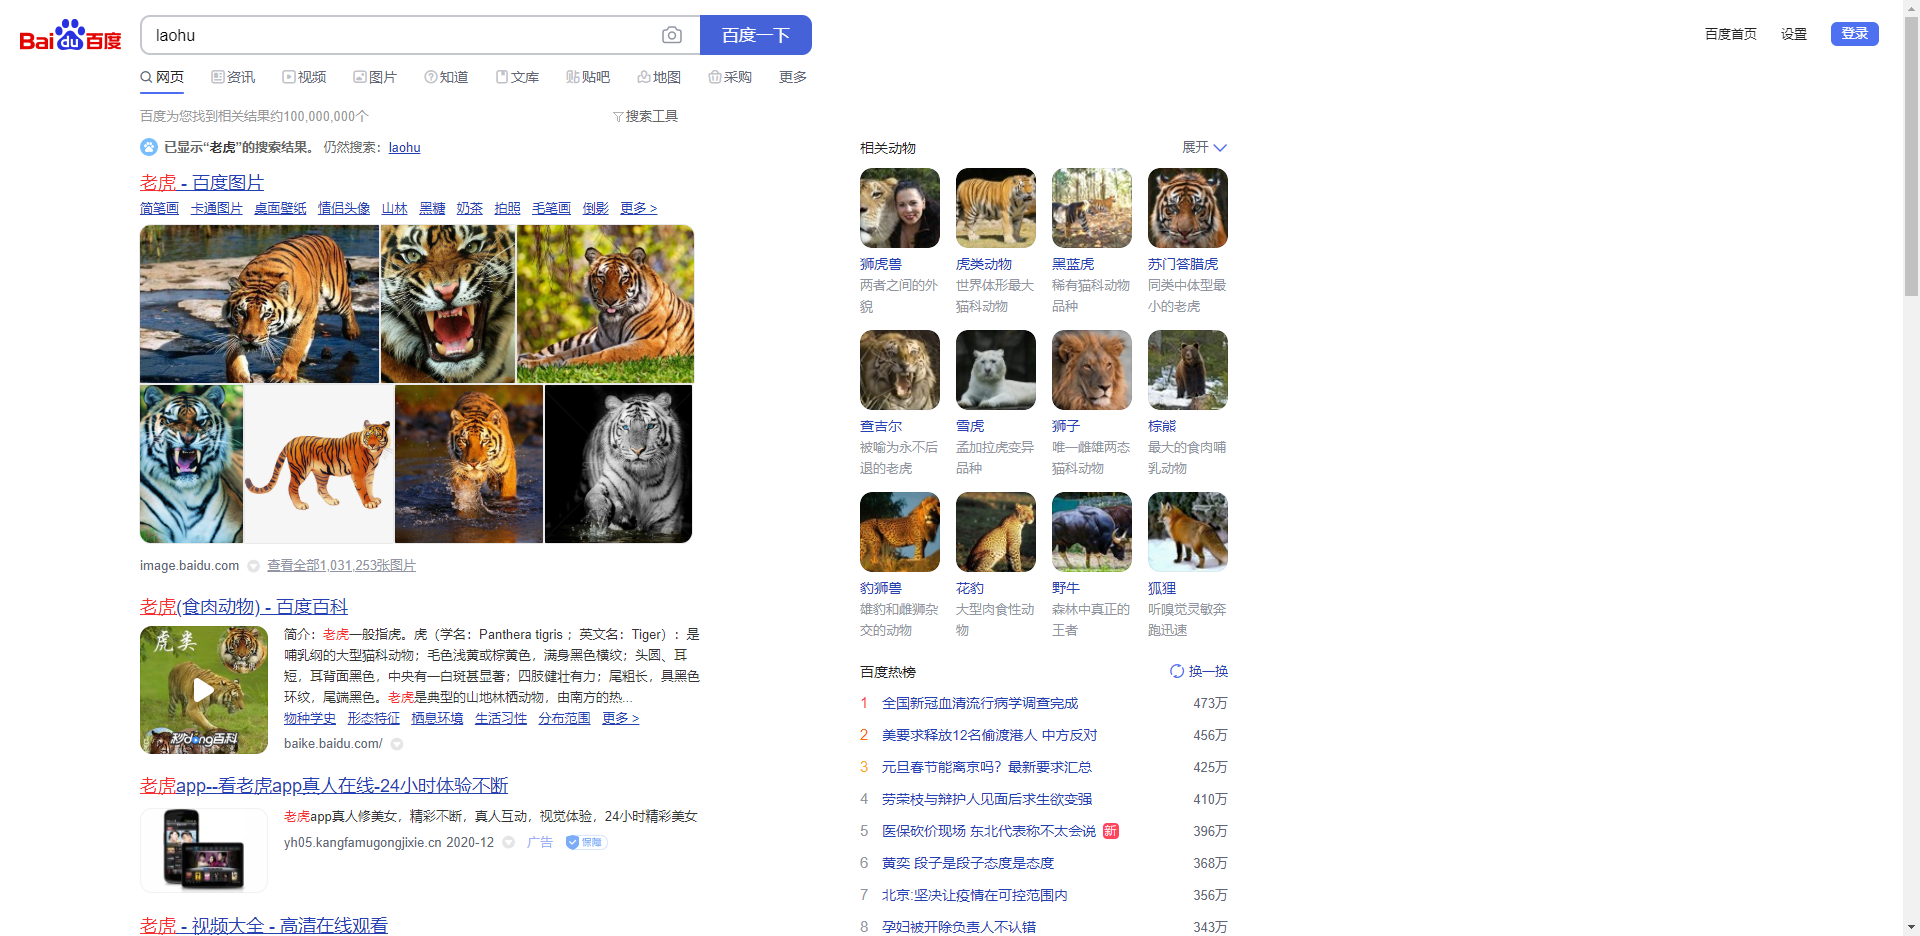 Bai du 百度
laohu
百度一下
百度首页 设置 登录
网页 资讯 视频 图片 知道 文库 贴吧 地图 采购 更多
百度为您找到相关结果约100,000,000个 搜索工具
已显示“老虎”的搜索结果。 仍然搜索：laohu
老虎 - 百度图片
简笔画 卡通图片 桌面壁纸 情侣头像 山林 黑糖 奶茶 拍照 毛笔画 倒影 更多 >
image.baidu.com 查看全部1,031,253张图片
老虎(食肉动物) - 百度百科
虎类
秒dong百科
简介：老虎一般指虎。虎（学名：Panthera tigris ；英文名：Tiger）：是
哺乳纲的大型猫科动物；毛色浅黄或棕黄色，满身黑色横纹；头圆、耳
短，耳背面黑色，中央有一白斑甚显著；四肢健壮有力；尾粗长，具黑色
环纹，尾端黑色。老虎是典型的山地林栖动物，由南方的热...
物种学史 形态特征 栖息环境 生活习性 分布范围 更多 >
baike.baidu.com/
老虎app--看老虎app真人在线-24小时体验不断
老虎app真人修美女，精彩不断，真人互动，视觉体验，24小时精彩美女
yh05.kangfamugongjixie.cn 2020-12 广告 保障
老虎 - 视频大全 - 高清在线观看
相关动物 展开
狮虎兽 虎类动物 黑蓝虎 苏门答腊虎
两者之间的外 世界体形最大 稀有猫科动物 同类中体型最
貌 猫科动物 品种 小的老虎
查吉尔 雪虎 狮子 棕熊
被喻为永不后 孟加拉虎变异 唯一雌雄两态 最大的食肉哺
退的老虎 品种 猫科动物 乳动物
豹狮兽 花豹 野牛 狐狸
雄豹和雌狮杂 大型肉食性动 森林中真正的 听嗅觉灵敏奔
交的动物 物 王者 跑迅速
百度热榜 换一换
1 全国新冠血清流行病学调查完成 473万
2 美要求释放12名偷渡港人 中方反对 456万
3 元旦春节能离京吗？最新要求汇总 425万
4 劳荣枝与辩护人见面后求生欲变强 410万
5 医保砍价现场 东北代表称不太会说 新 396万
6 黄奕 段子是段子态度是态度 368万
7 北京:坚决让疫情在可控范围内 356万
8 孕妇被开除负责人不认错 343万